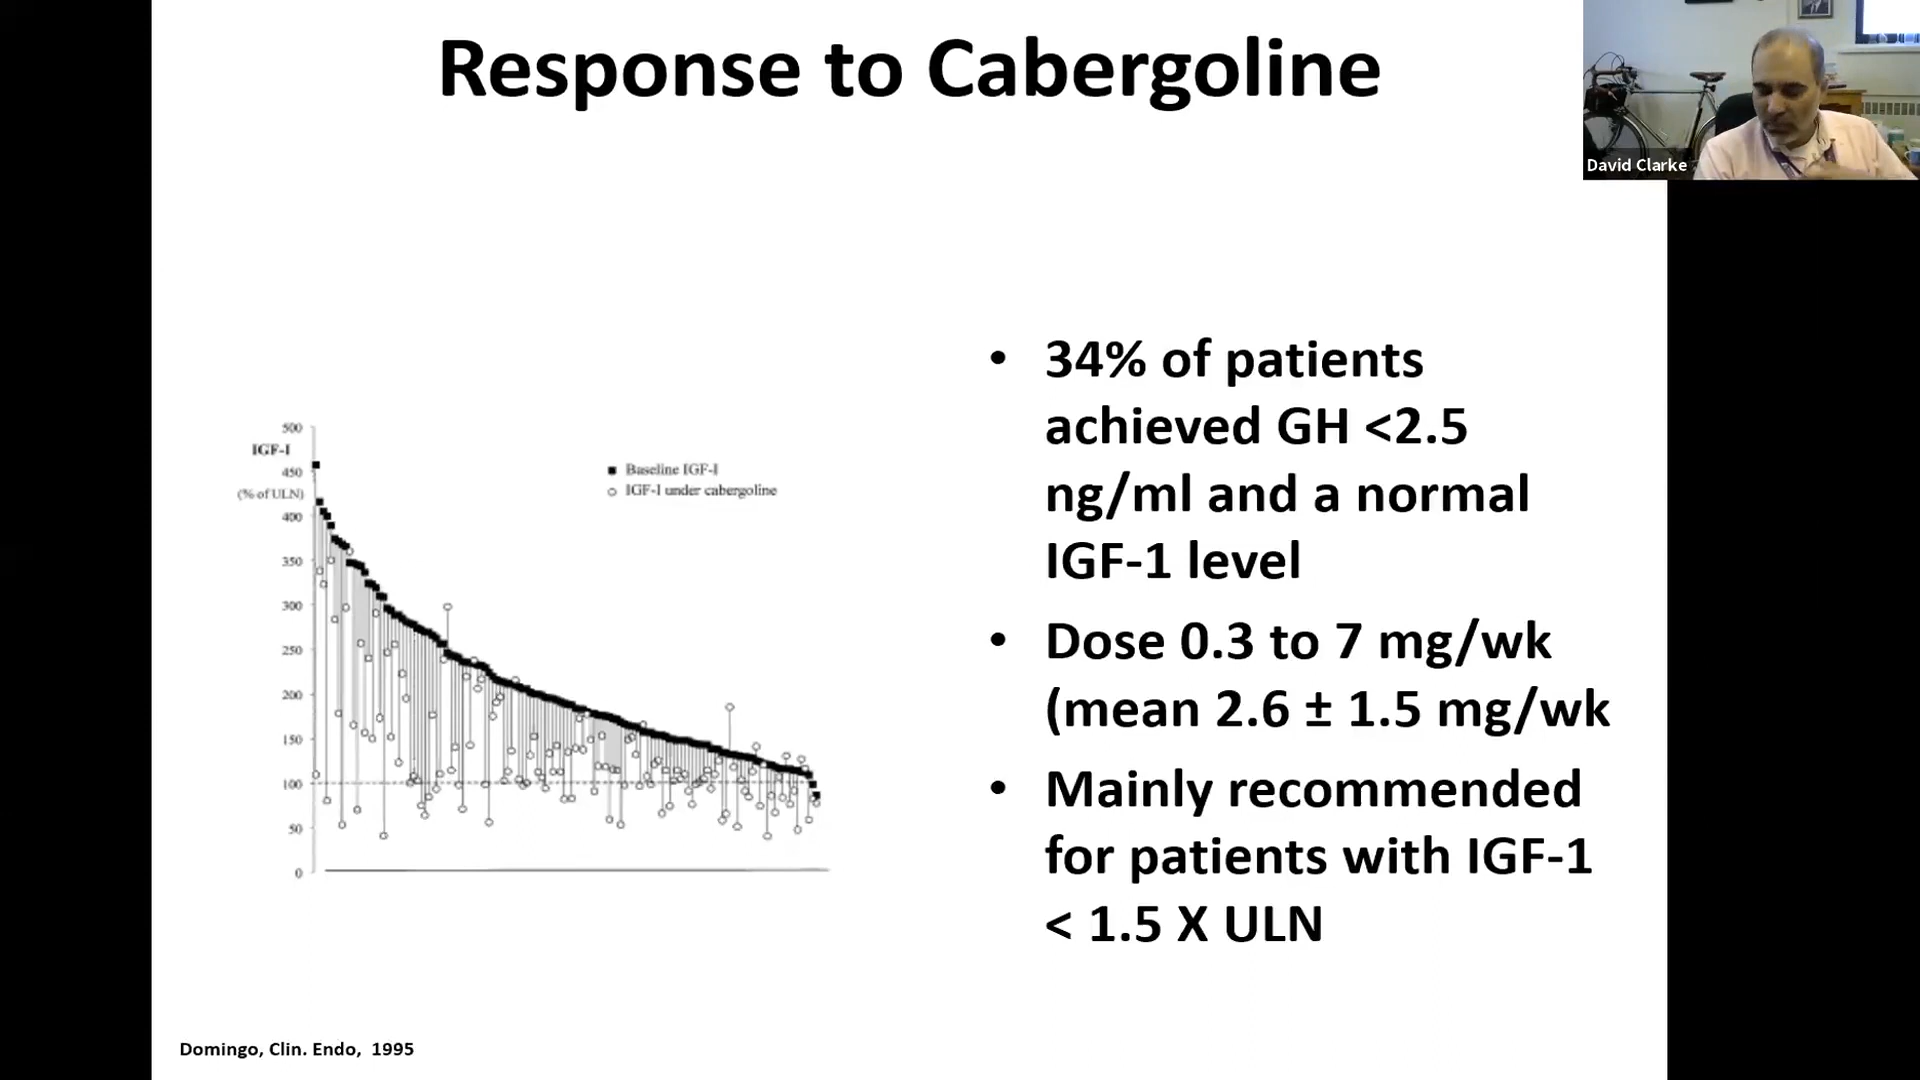 Response to Cabergoline
David Clarke
500
IGF-I
450
(% of ULN)
400
350
300
250
200
150
100
50
0
Baseline IGF-I
IGF-I under cabergoline
• 34% of patients
achieved GH <2.5
ng/ml and a normal
IGF-1 level
• Dose 0.3 to 7 mg/wk
(mean 2.6 ± 1.5 mg/wk
• Mainly recommended
for patients with IGF-1
< 1.5 X ULN
Domingo, Clin. Endo, 1995